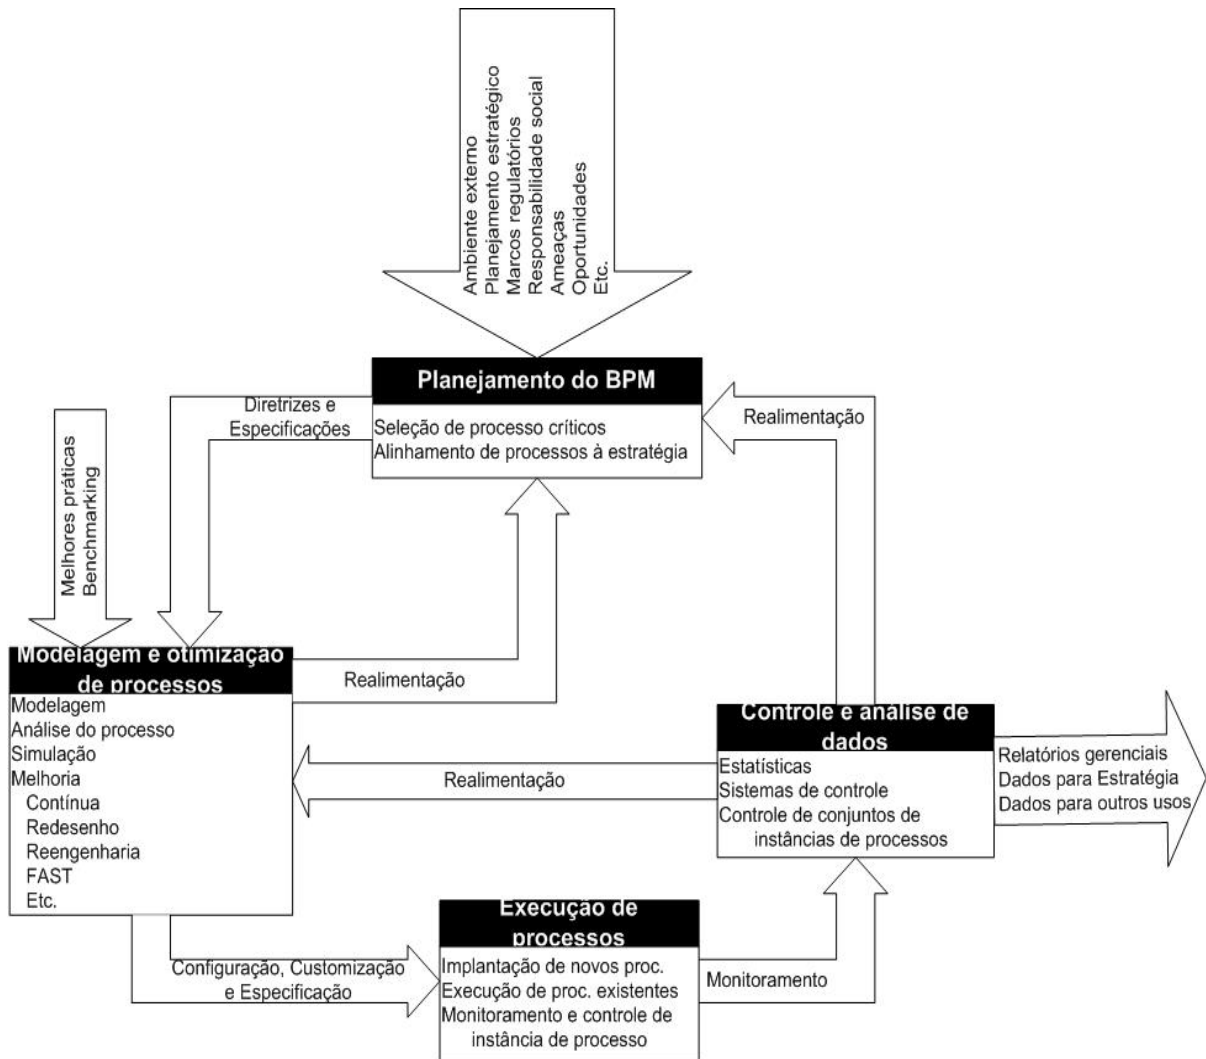 Ambiente externo
Planejamento estratégico
Marcos regulatórios
Responsabilidade social
Ameaças
Oportunidades
Etc.
Planejamento do BPM
Seleção de processo críticos
Alinhamento de processos à estratégia
Diretrizes e
Especificações
Realimentação
Melhores práticas
Benchmarking
Modelagem e otimização
de processos
Modelagem
Análise do processo
Simulação
Melhoria
Contínua
Redesenho
Reengenharia
FAST
Etc.
Realimentação
Realimentação
Controle e análise de
dados
Estatísticas
Sistemas de controle
Controle de conjuntos de
instâncias de processos
Relatórios gerenciais
Dados para Estratégia
Dados para outros usos
Configuração, Customização
e Especificação
Execução de
processos
Implantação de novos proc.
Execução de proc. existentes
Monitoramento e controle de
instância de processo
Monitoramento